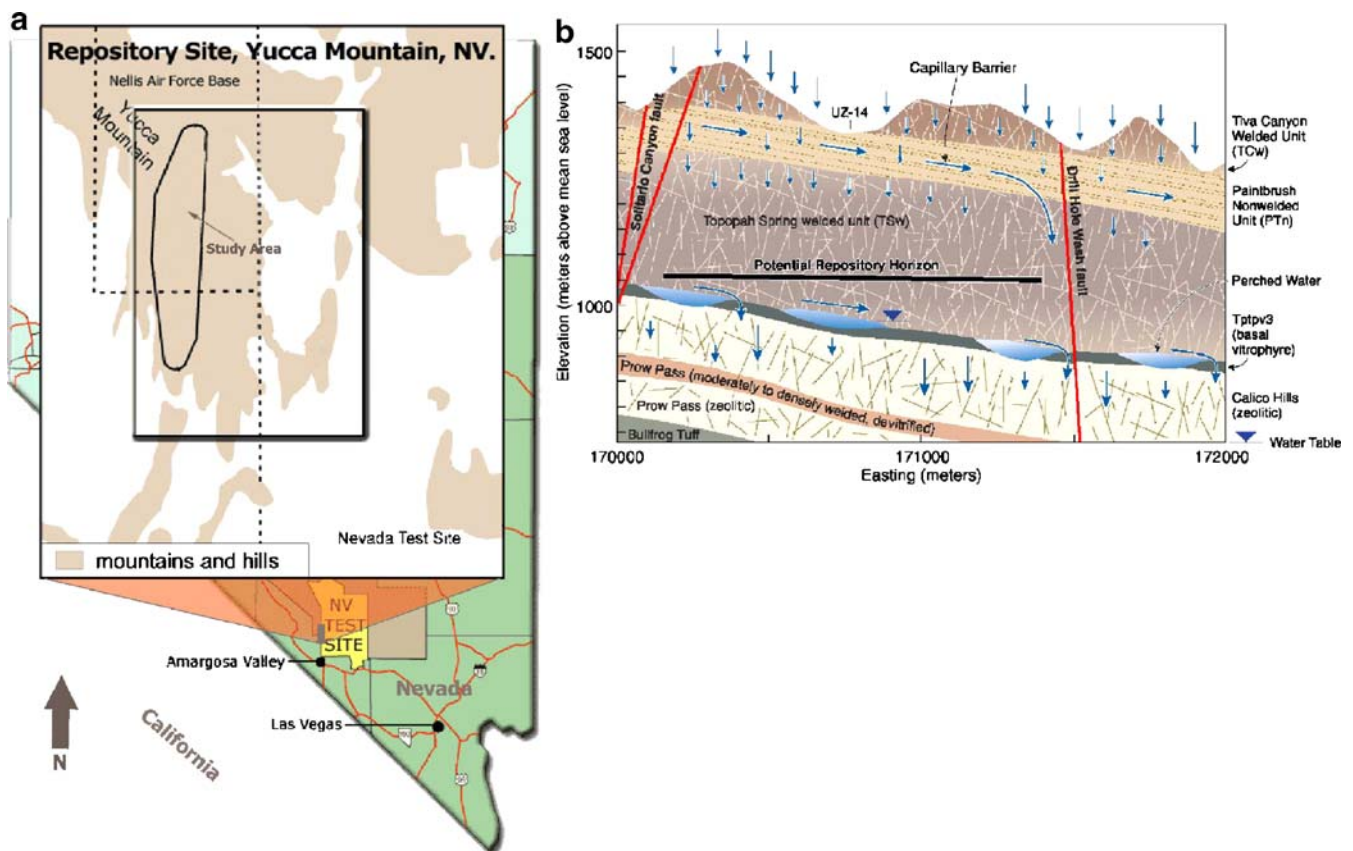 a
Repository Site, Yucca Mountain, NV.
Nellis Air Force Base
Yucca
Mountain
Study Area
Nevada Test Site
mountains and hills
NV
TEST
SITE
Amargosa Valley
Nevada
Las Vegas
California
N
b
1500
1000
Elevation (meters above mean sea level)
Capillary Barrier
UZ-14
Solitario Canyon fault
Drill Hole Wash fault
Topopah Spring welded unit (TSw)
Potential Repository Horizon
Prow Pass (moderately to densely welded, devitrified)
Prow Pass (zeolitic)
Bullfrog Tuff
170000
171000
172000
Easting (meters)
Tiva Canyon
Welded Unit
(TCw)
Paintbrush
Nonwelded
Unit (PTn)
Perched Water
Tptpv3
(basal
vitrophyre)
Calico Hills
(zeolitic)
Water Table